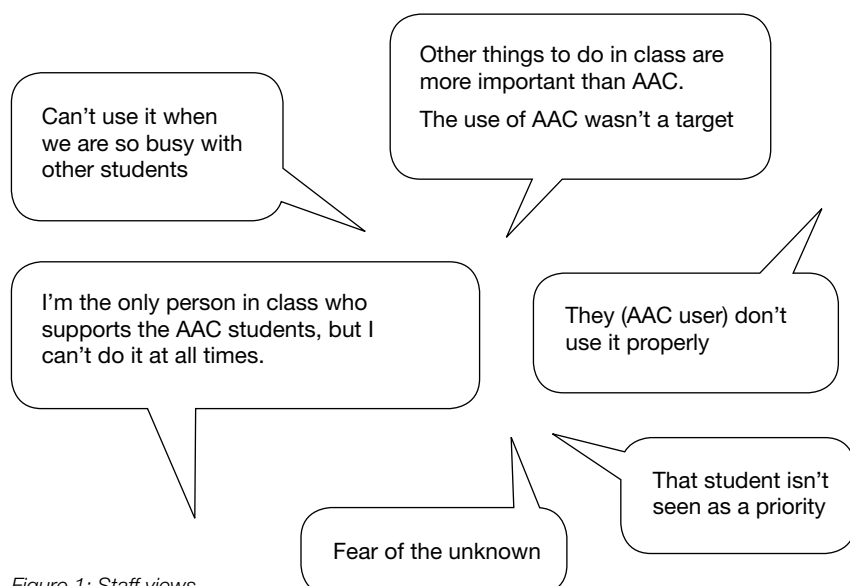 Other things to do in class are
more important than AAC.
The use of AAC wasn't a target
Can't use it when
we are so busy with
other students
I'm the only person in class who
supports the AAC students, but I
can't do it at all times.
They (AAC user) don't
use it properly
That student isn't
seen as a priority
Fear of the unknown
Figure 1: Staff views